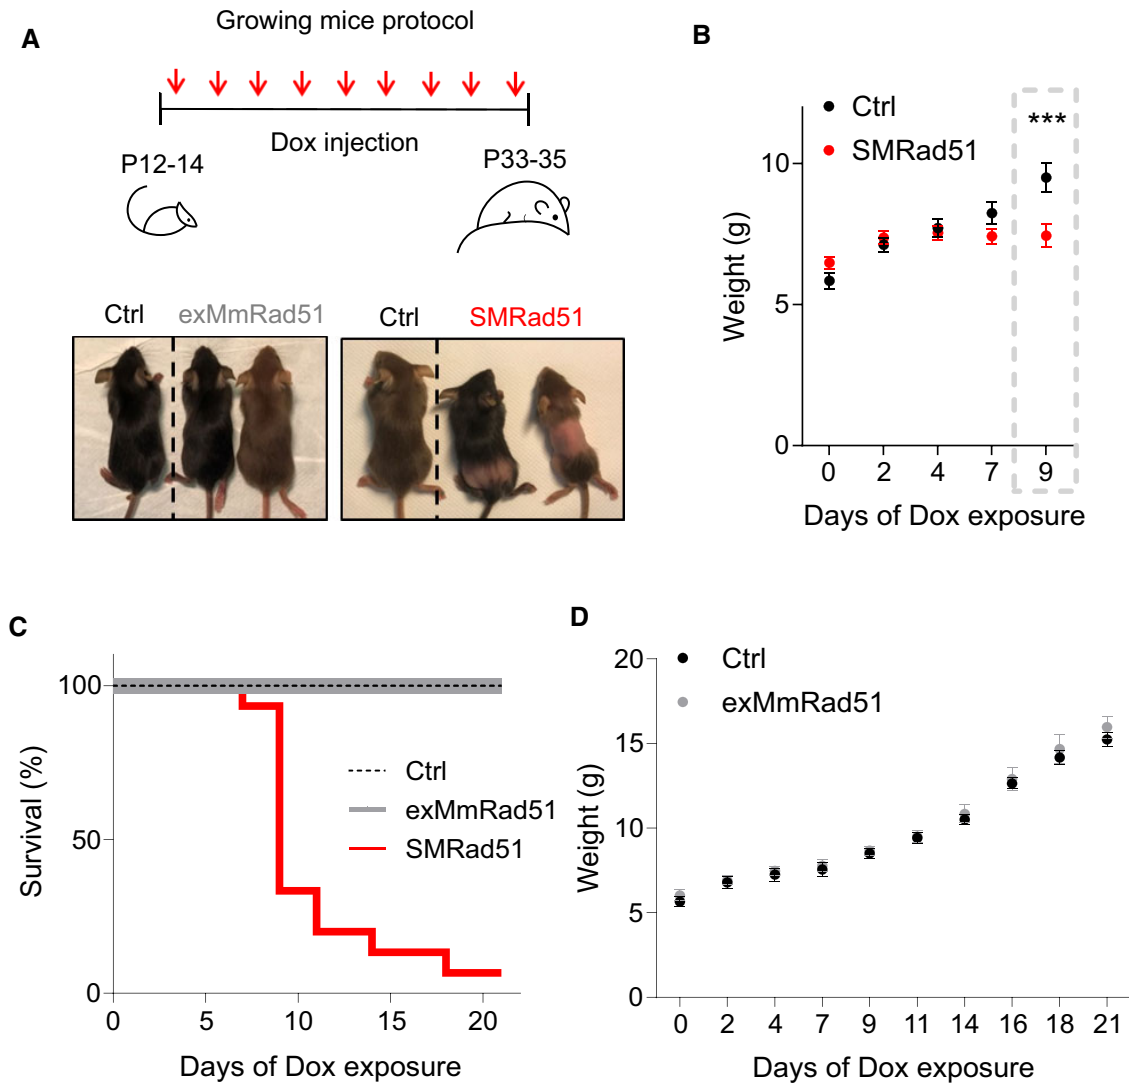 A
Growing mice protocol
Dox injection
P12-14
P33-35
Ctrl
exMmRad51
Ctrl
SMRad51
B
Ctrl
SMRad51
***
10
5
0
Weight (g)
0 2 4 7 9
Days of Dox exposure
C
100
50
0
Survival (%)
Ctrl
exMmRad51
SMRad51
0 5 10 15 20
Days of Dox exposure
D
Ctrl
exMmRad51
20
15
10
5
0
Weight (g)
0 2 4 7 9 11 14 16 18 21
Days of Dox exposure